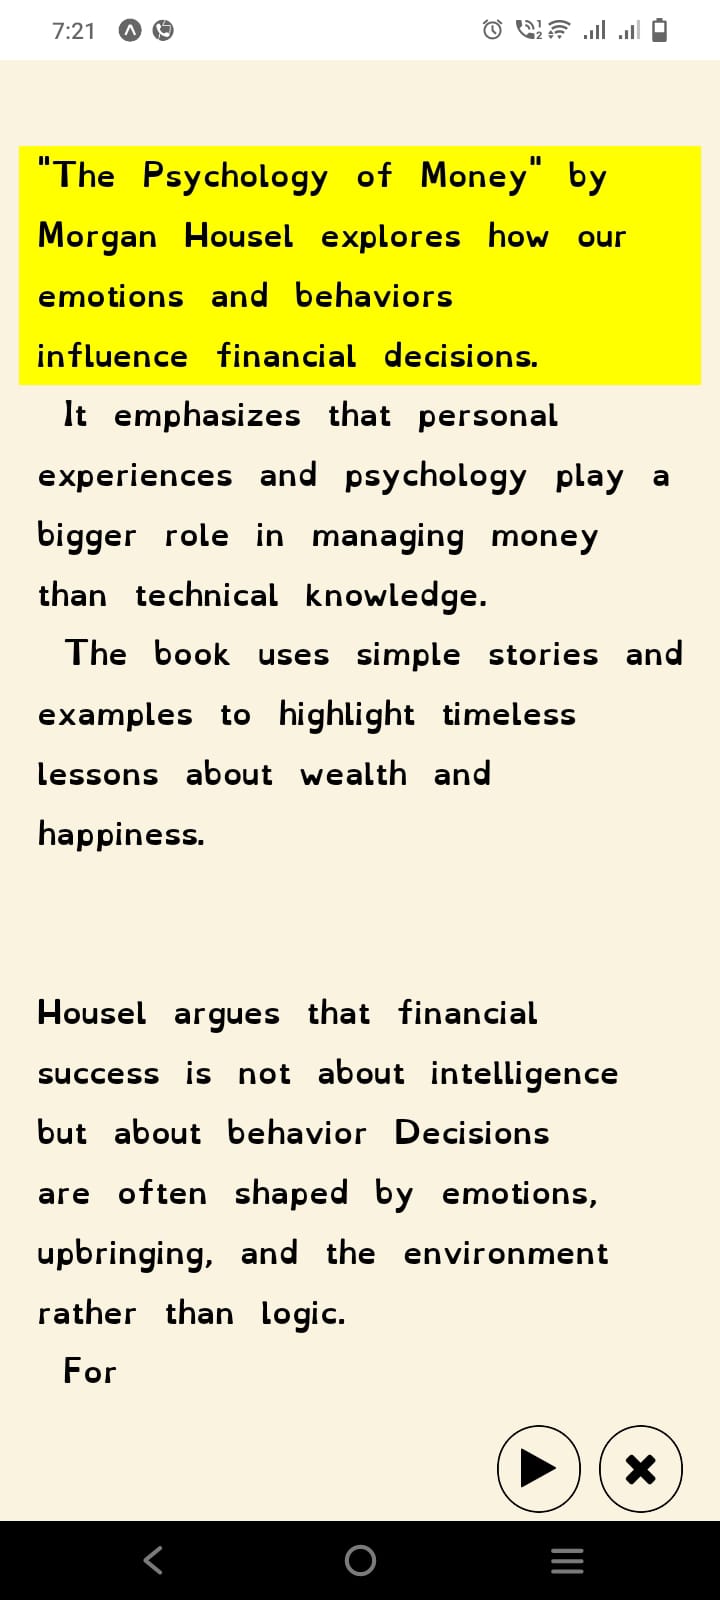 7:21
"The Psychology of Money" by
Morgan Housel explores how our
emotions and behaviors
influence financial decisions.
It emphasizes that personal
experiences and psychology play a
bigger role in managing money
than technical knowledge.
The book uses simple stories and
examples to highlight timeless
lessons about wealth and
happiness.
Housel argues that financial
success is not about intelligence
but about behavior Decisions
are often shaped by emotions,
upbringing, and the environment
rather than logic.
For